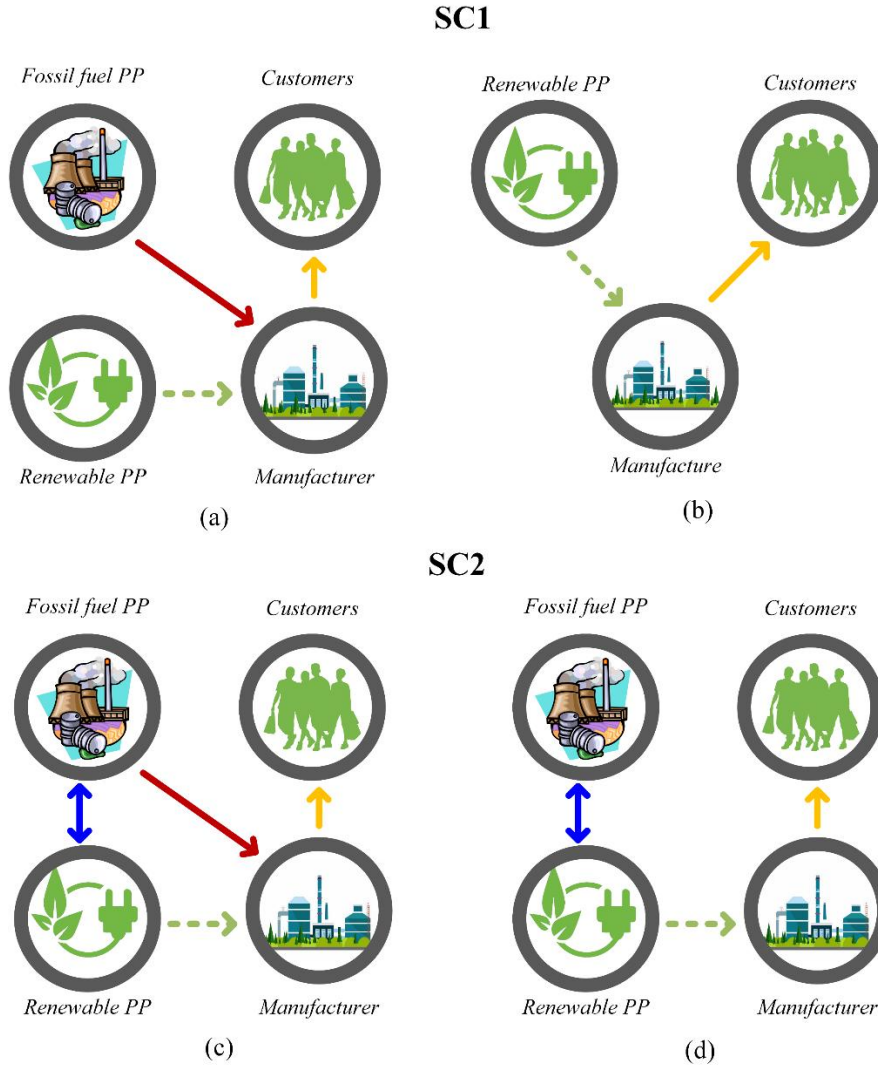 SC1
Fossil fuel PP
Customers
Renewable PP
Customers
Renewable PP
Manufacturer
Manufacture
(a)
(b)
SC2
Fossil fuel PP
Customers
Fossil fuel PP
Customers
Renewable PP
Manufacturer
Renewable PP
Manufacturer
(c)
(d)